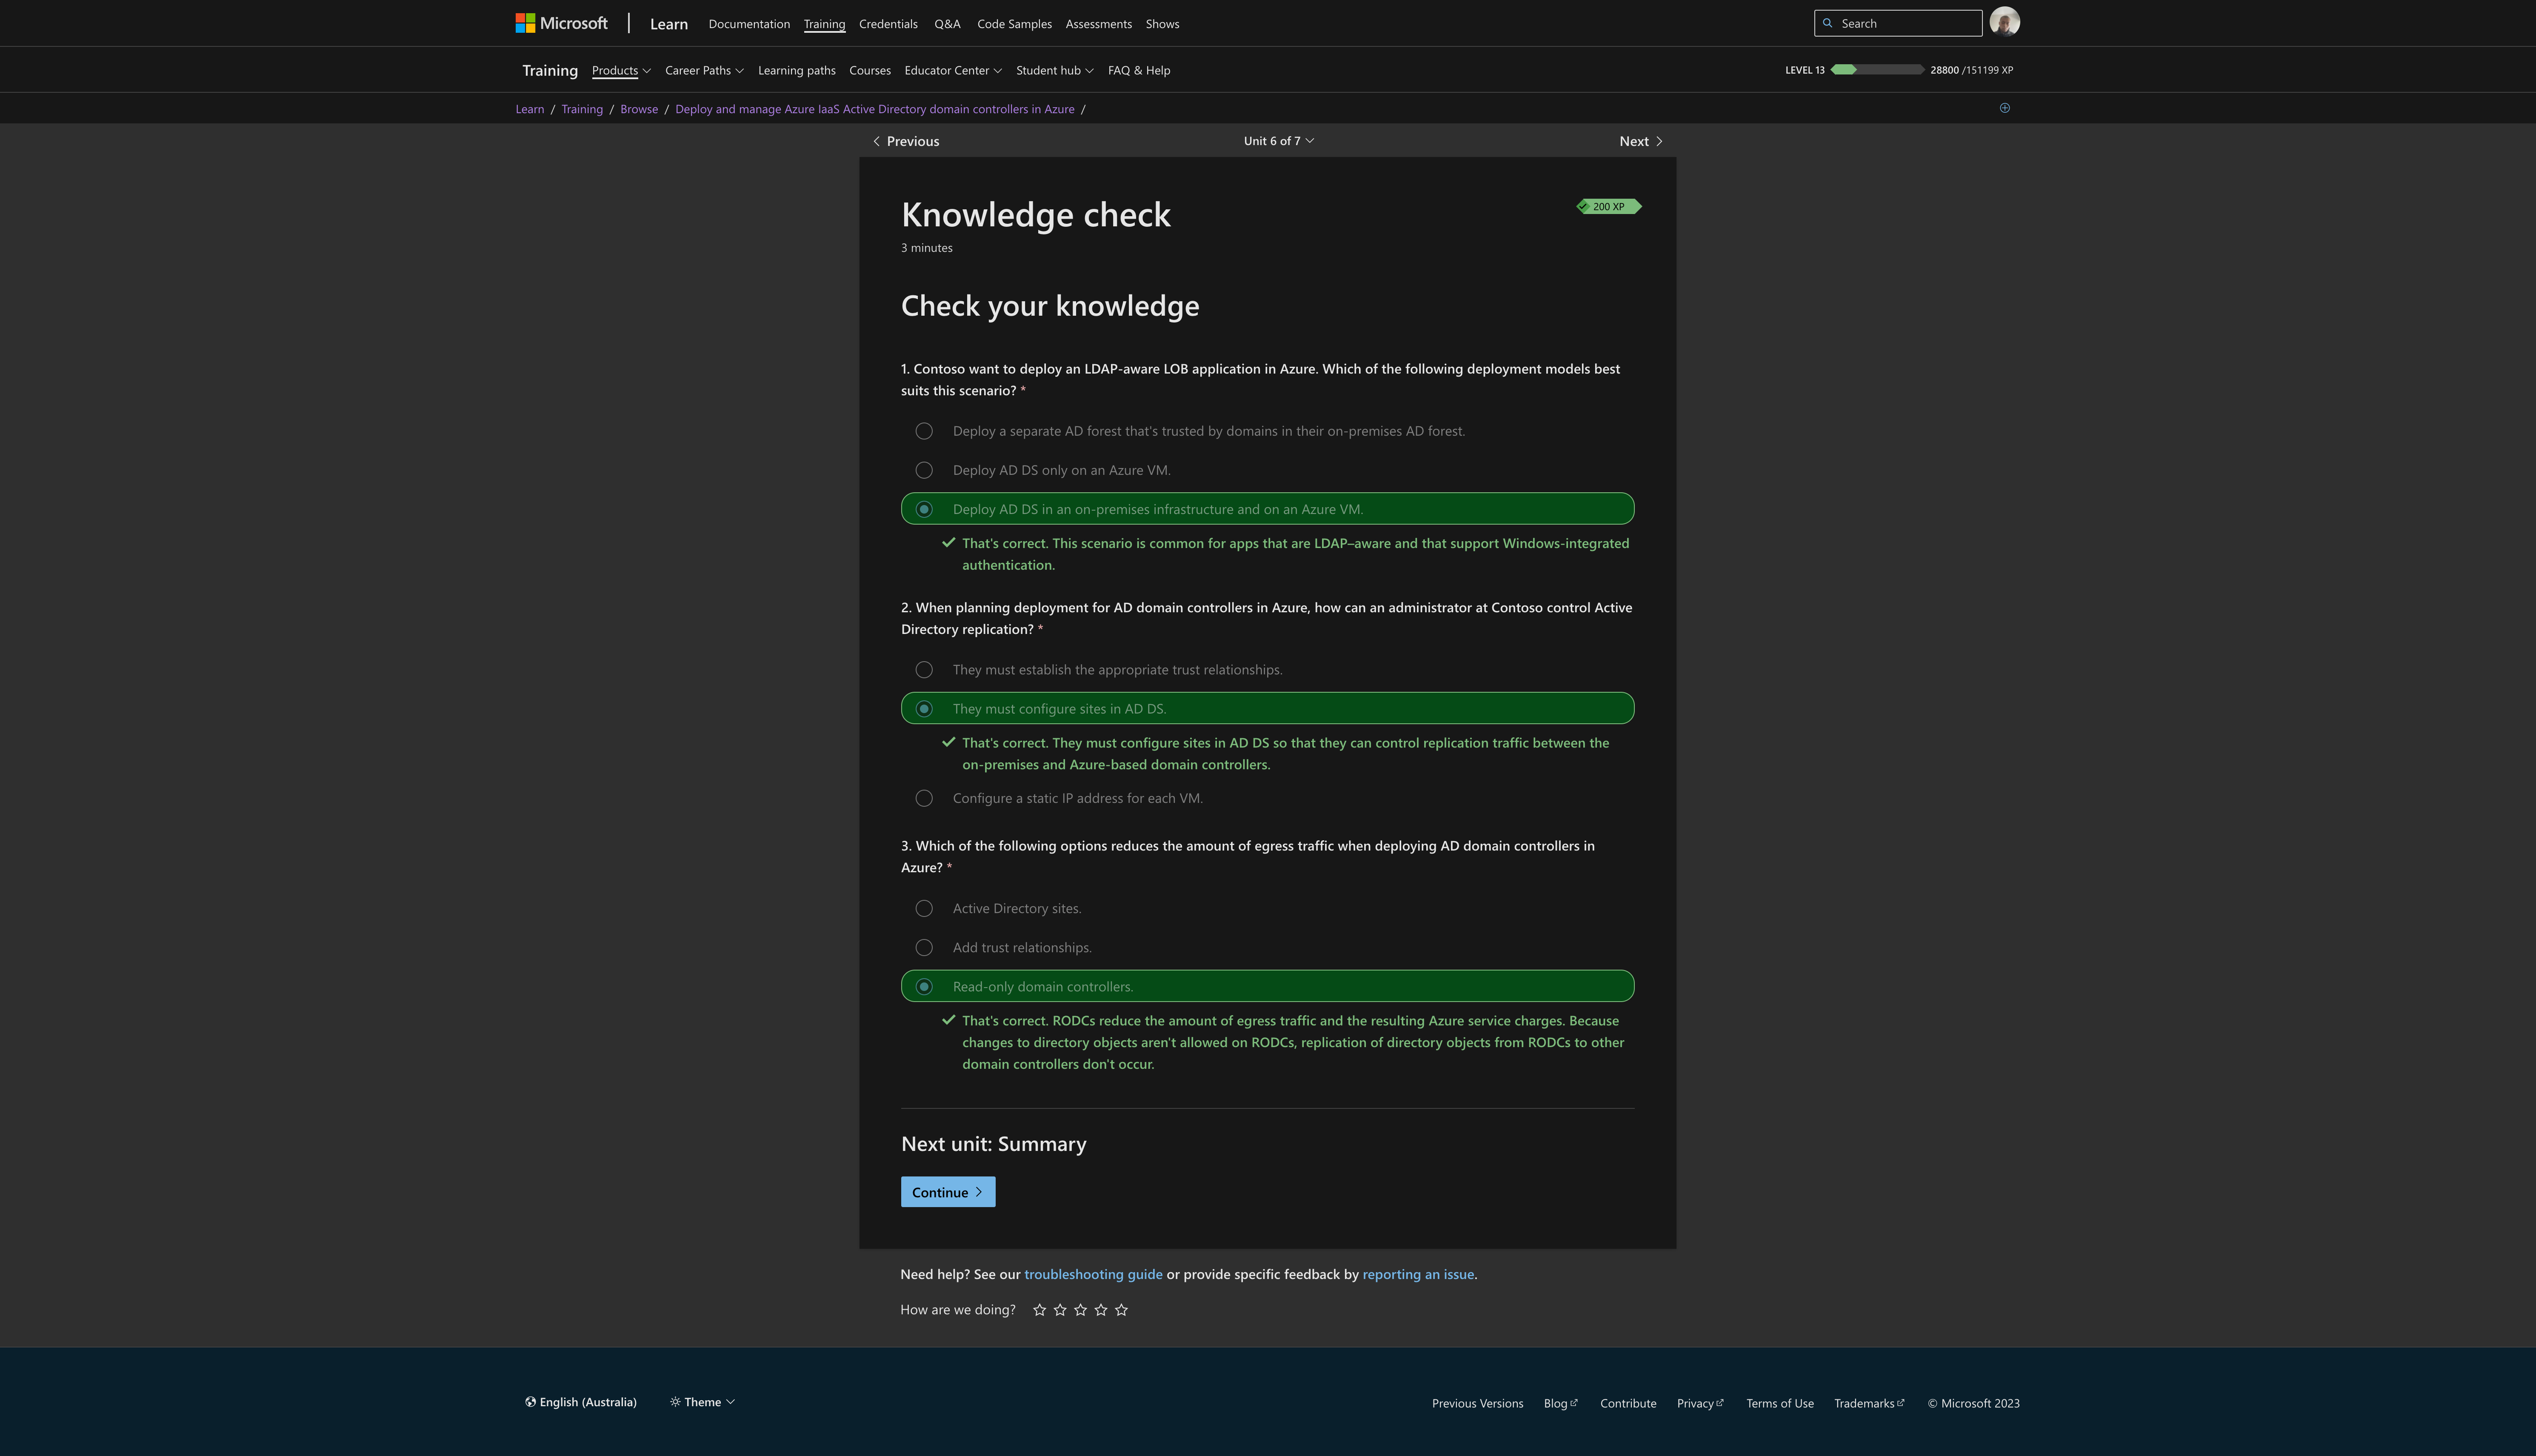 Microsoft
Learn
Documentation
Training
Credentials
Q&A
Code Samples
Assessments
Shows
Search
Training
Products
Career Paths
Learning paths
Courses
Educator Center
Student hub
FAQ & Help
LEVEL 13
28800 /151199 XP
Learn / Training / Browse / Deploy and manage Azure IaaS Active Directory domain controllers in Azure /
Previous
Unit 6 of 7
Next
Knowledge check
200 XP
3 minutes
Check your knowledge
1. Contoso want to deploy an LDAP-aware LOB application in Azure. Which of the following deployment models best
suits this scenario? *
Deploy a separate AD forest that's trusted by domains in their on-premises AD forest.
Deploy AD DS only on an Azure VM.
Deploy AD DS in an on-premises infrastructure and on an Azure VM.
That's correct. This scenario is common for apps that are LDAP–aware and that support Windows-integrated
authentication.
2. When planning deployment for AD domain controllers in Azure, how can an administrator at Contoso control Active
Directory replication? *
They must establish the appropriate trust relationships.
They must configure sites in AD DS.
That's correct. They must configure sites in AD DS so that they can control replication traffic between the
on-premises and Azure-based domain controllers.
Configure a static IP address for each VM.
3. Which of the following options reduces the amount of egress traffic when deploying AD domain controllers in
Azure? *
Active Directory sites.
Add trust relationships.
Read-only domain controllers.
That's correct. RODCs reduce the amount of egress traffic and the resulting Azure service charges. Because
changes to directory objects aren't allowed on RODCs, replication of directory objects from RODCs to other
domain controllers don't occur.
Next unit: Summary
Continue
Need help? See our troubleshooting guide or provide specific feedback by reporting an issue.
How are we doing?
English (Australia)
Theme
Previous Versions
Blog
Contribute
Privacy
Terms of Use
Trademarks
© Microsoft 2023